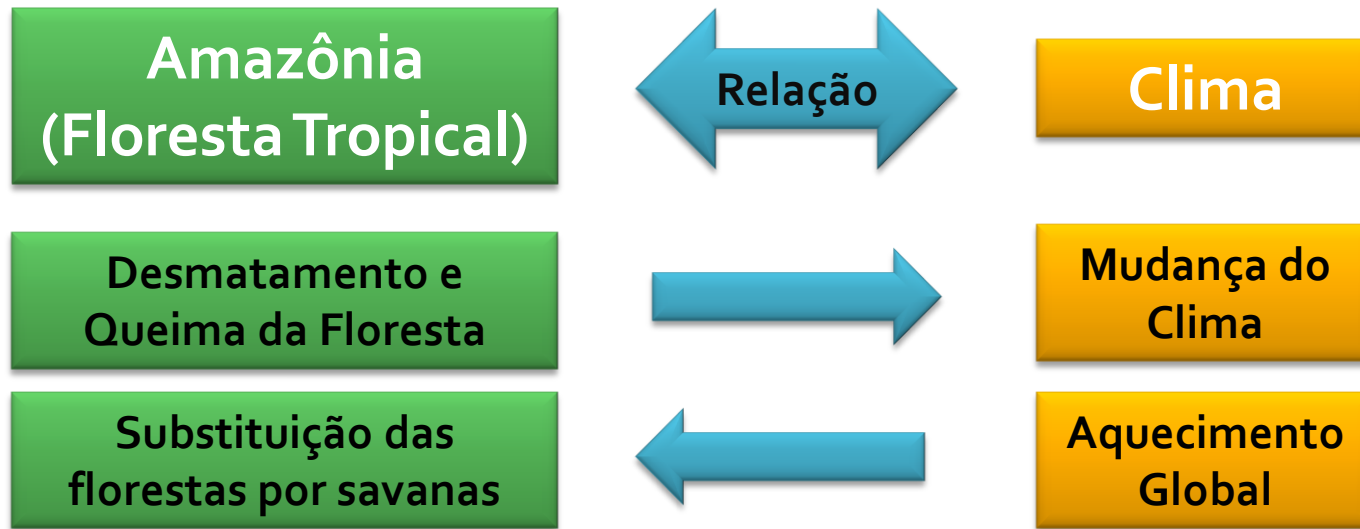 Amazônia
(Floresta Tropical)
Relação
Clima
Desmatamento e
Queima da Floresta
Mudança do
Clima
Substituição das
florestas por savanas
Aquecimento
Global